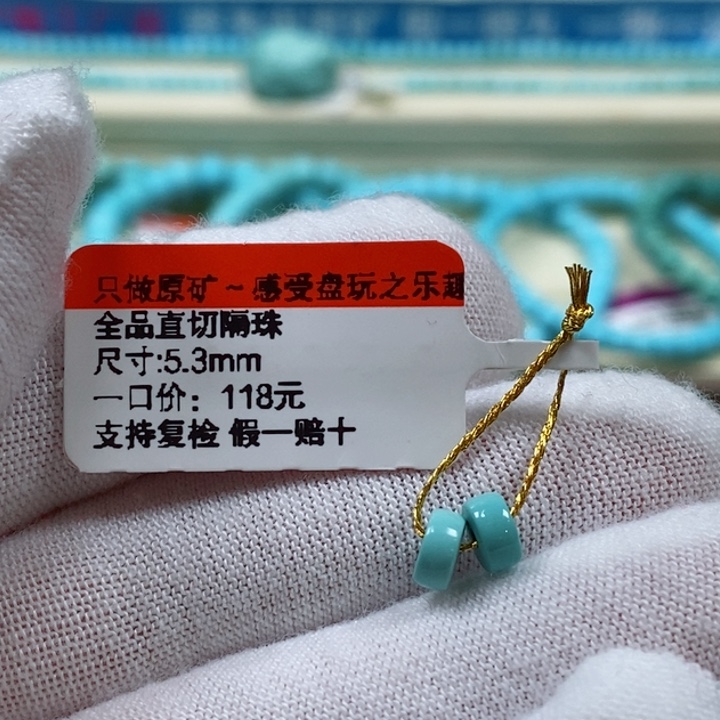 只做原矿~感受盘玩之乐趣
全品直切隔珠
尺寸:5.3mm
一口价：118元
支持复检 假一赔十